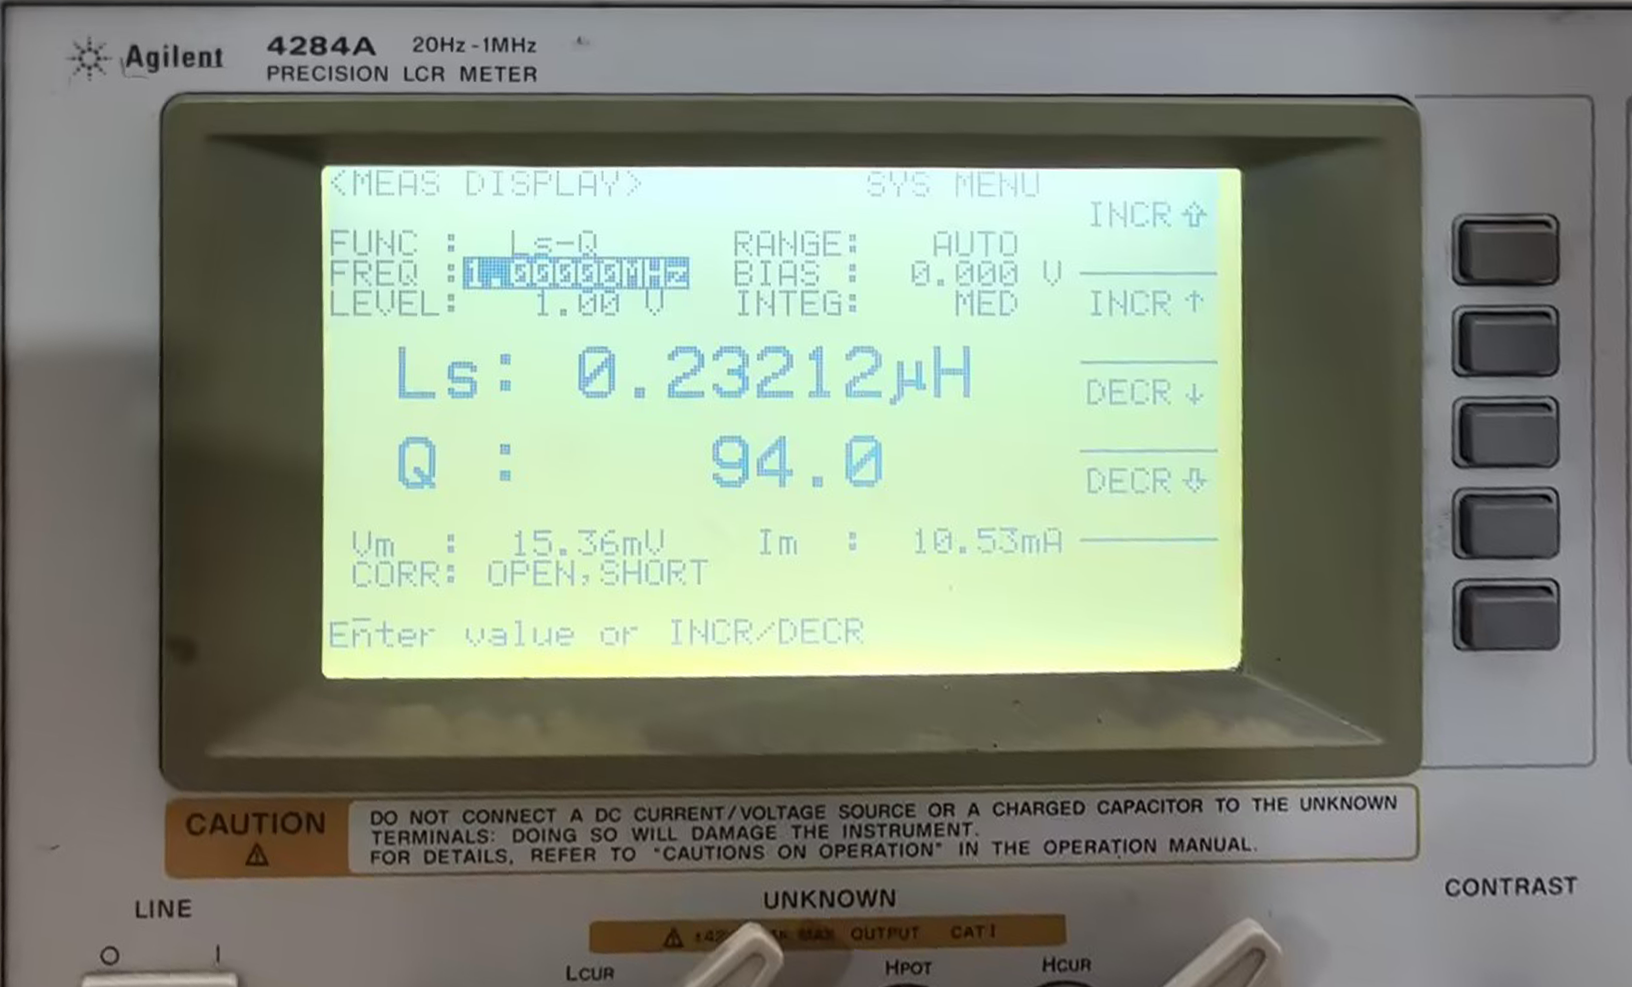 Agilent 4284A 20Hz-1MHz
PRECISION LCR METER
<MEAS DISPLAY> SYS MENU
INCR ⇧
FUNC : Ls-Q RANGE: AUTO
FREQ : 1.00000MHz BIAS : 0.000 V
LEVEL: 1.00 V INTEG: MED
INCR ↑
Ls: 0.23212µH
DECR ↓
Q : 94.0
DECR ⇩
Vm : 15.36mV Im : 10.53mA
CORR: OPEN,SHORT
Enter value or INCR/DECR
CAUTION
DO NOT CONNECT A DC CURRENT/VOLTAGE SOURCE OR A CHARGED CAPACITOR TO THE UNKNOWN
TERMINALS: DOING SO WILL DAMAGE THE INSTRUMENT.
FOR DETAILS, REFER TO "CAUTIONS ON OPERATION" IN THE OPERATION MANUAL.
CONTRAST
LINE
UNKNOWN
MAX OUTPUT CAT I
O I
LCUR HPOT HCUR